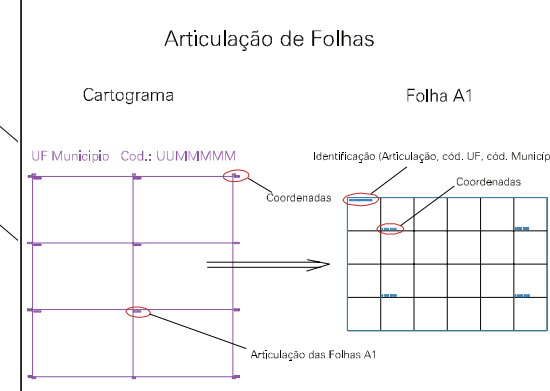 Articulação de Folhas
Cartograma
Folha A1
UF Municipio Cod.: UUMMMMM
Identificação (Articulação, cód. UF, cód. Municíp
Coordenadas
Coordenadas
Articulação das Folhas A1